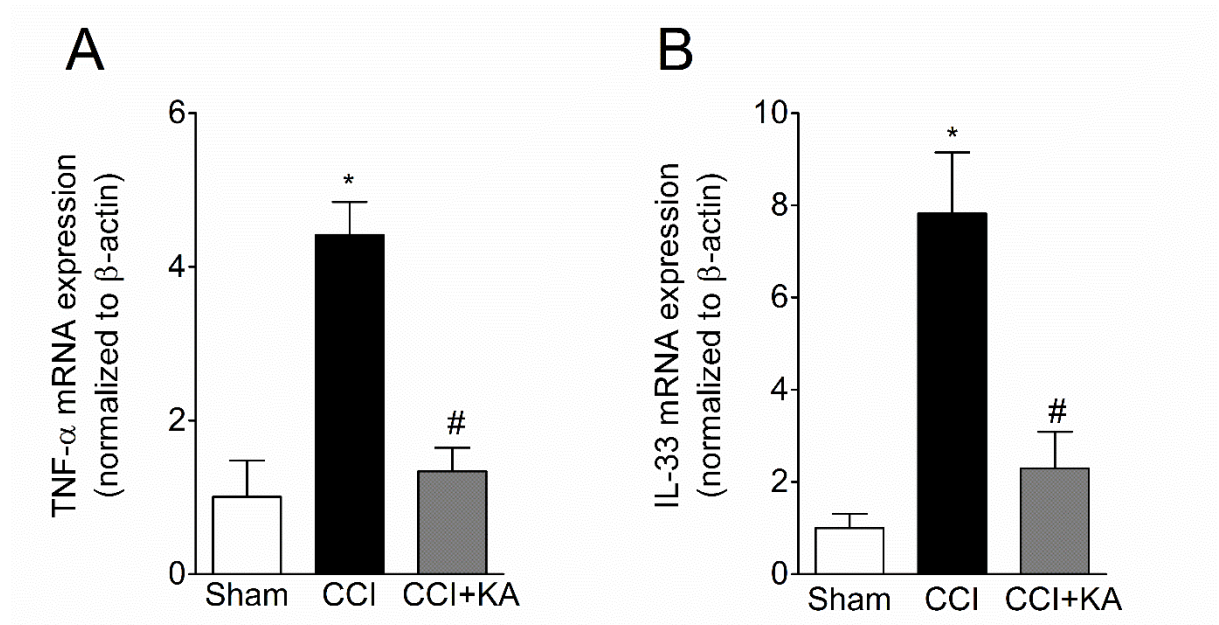 A
TNF-α mRNA expression
(normalized to β-actin)
6
4
2
0
*
#
Sham CCI CCI+KA
B
IL-33 mRNA expression
(normalized to β-actin)
10
8
6
4
2
0
*
#
Sham CCI CCI+KA